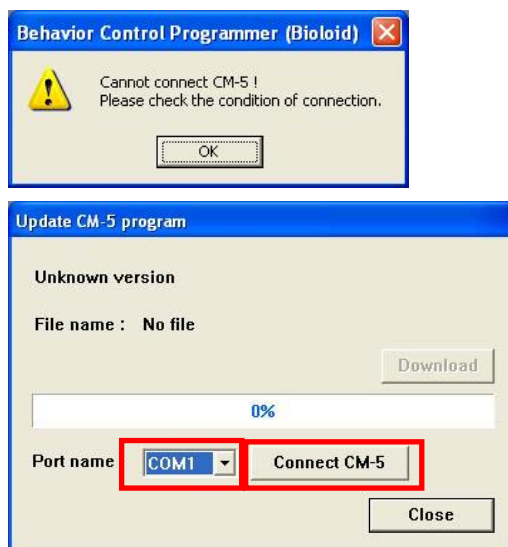 Behavior Control Programmer (Bioloid)
Cannot connect CM-5 !
Please check the condition of connection.
OK
Update CM-5 program
Unknown version
File name : No file
Download
0%
Port name COM1 Connect CM-5
Close